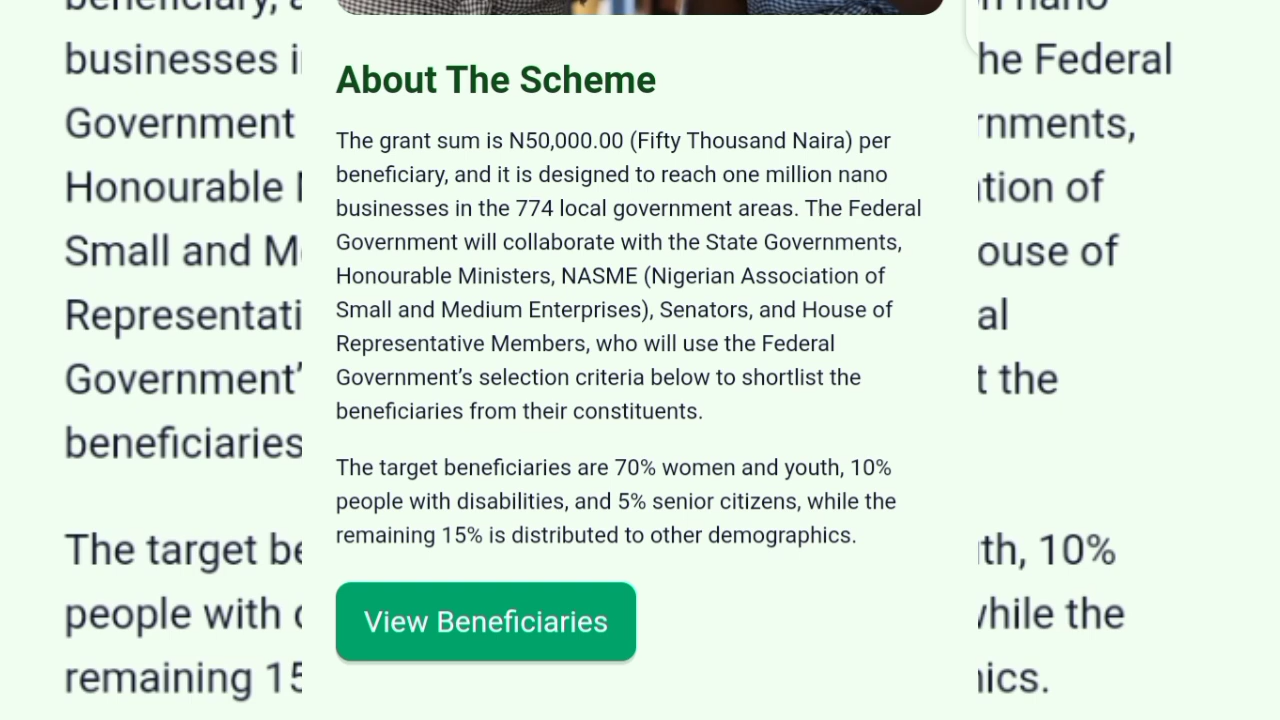 About The Scheme
The grant sum is N50,000.00 (Fifty Thousand Naira) per
beneficiary, and it is designed to reach one million nano
businesses in the 774 local government areas. The Federal
Government will collaborate with the State Governments,
Honourable Ministers, NASME (Nigerian Association of
Small and Medium Enterprises), Senators, and House of
Representative Members, who will use the Federal
Government’s selection criteria below to shortlist the
beneficiaries from their constituents.
The target beneficiaries are 70% women and youth, 10%
people with disabilities, and 5% senior citizens, while the
remaining 15% is distributed to other demographics.
View Beneficiaries